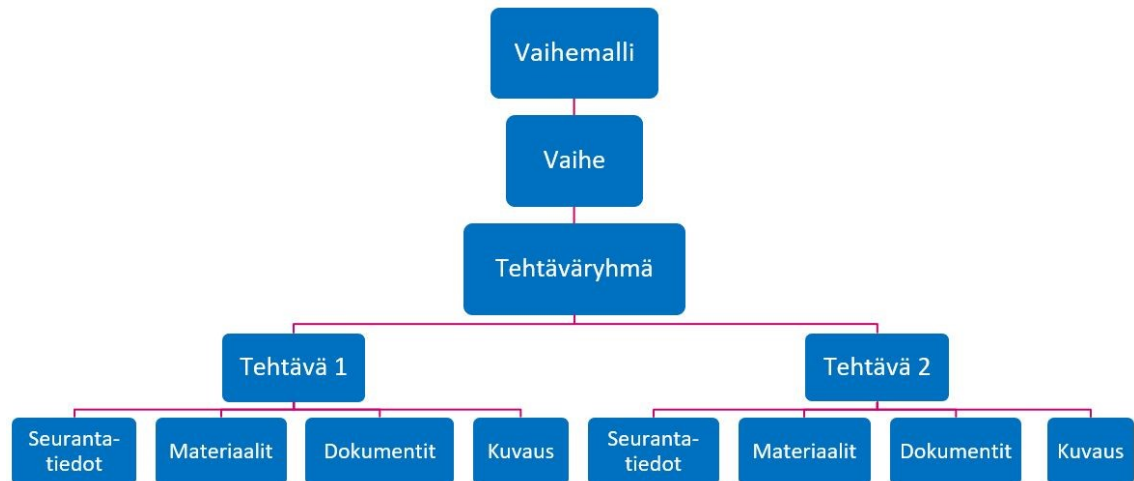 Vaihemalli
Vaihe
Tehtäväryhmä
Tehtävä 1
Tehtävä 2
Seuranta-
tiedot
Materiaalit
Dokumentit
Kuvaus
Seuranta-
tiedot
Materiaalit
Dokumentit
Kuvaus